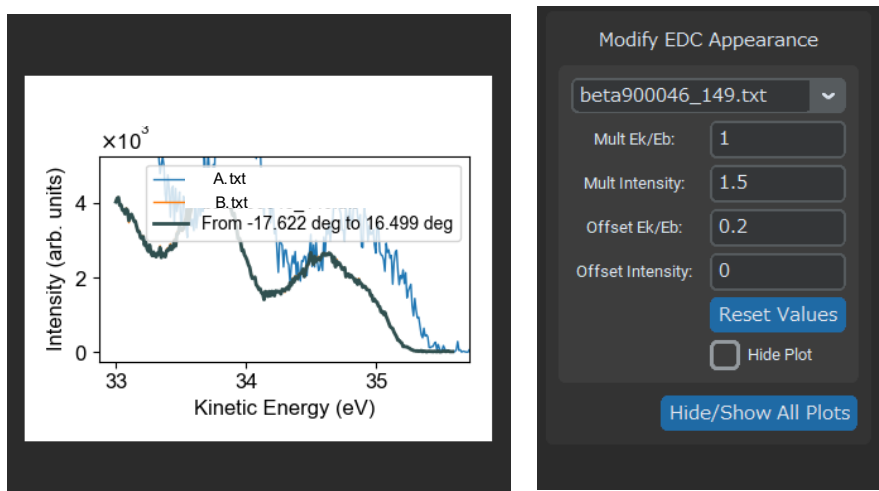 ×10³
Intensity (arb. units)
4
2
0
A.txt
B.txt
From -17.622 deg to 16.499 deg
33
34
35
Kinetic Energy (eV)
Modify EDC Appearance
beta900046_149.txt
Mult Ek/Eb:
1
Mult Intensity:
1.5
Offset Ek/Eb:
0.2
Offset Intensity:
0
Reset Values
Hide Plot
Hide/Show All Plots